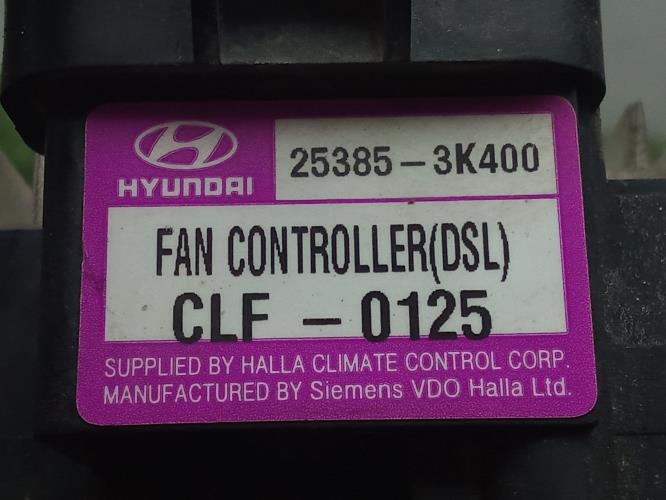 HYUNDAI
25385-3K400
FAN CONTROLLER(DSL)
CLF - 0125
SUPPLIED BY HALLA CLIMATE CONTROL CORP.
MANUFACTURED BY Siemens VDO Halla Ltd.